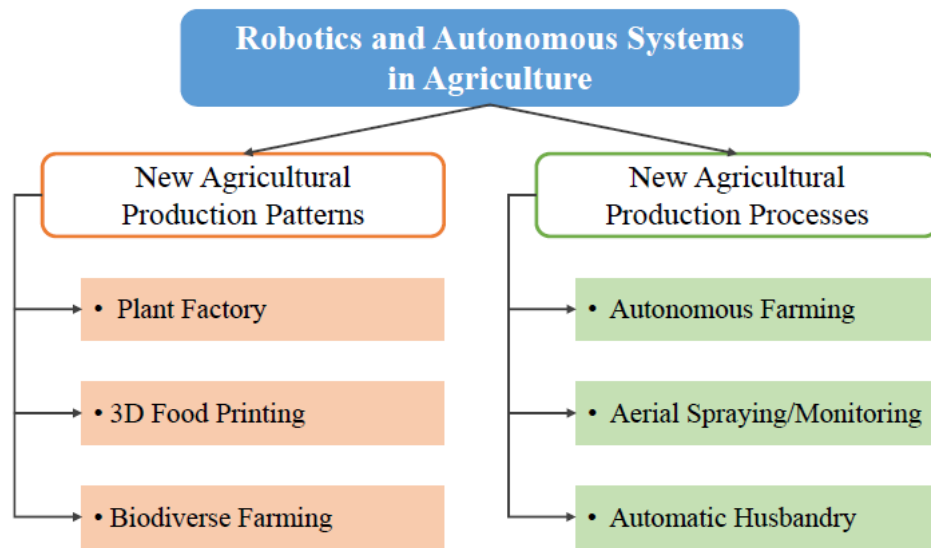 Robotics and Autonomous Systems
in Agriculture
New Agricultural
Production Patterns
• Plant Factory
• 3D Food Printing
• Biodiverse Farming
New Agricultural
Production Processes
• Autonomous Farming
• Aerial Spraying/Monitoring
• Automatic Husbandry